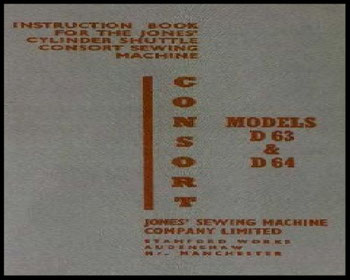 INSTRUCTION BOOK
FOR THE JONES'
CYLINDER SHUTTLE
CONSORT SEWING
MACHINE
CONSORT
MODELS
D 63
&
D 64
JONES' SEWING MACHINE
COMPANY LIMITED
STAMFORD WORKS
AUDENSHAW
Nr. MANCHESTER